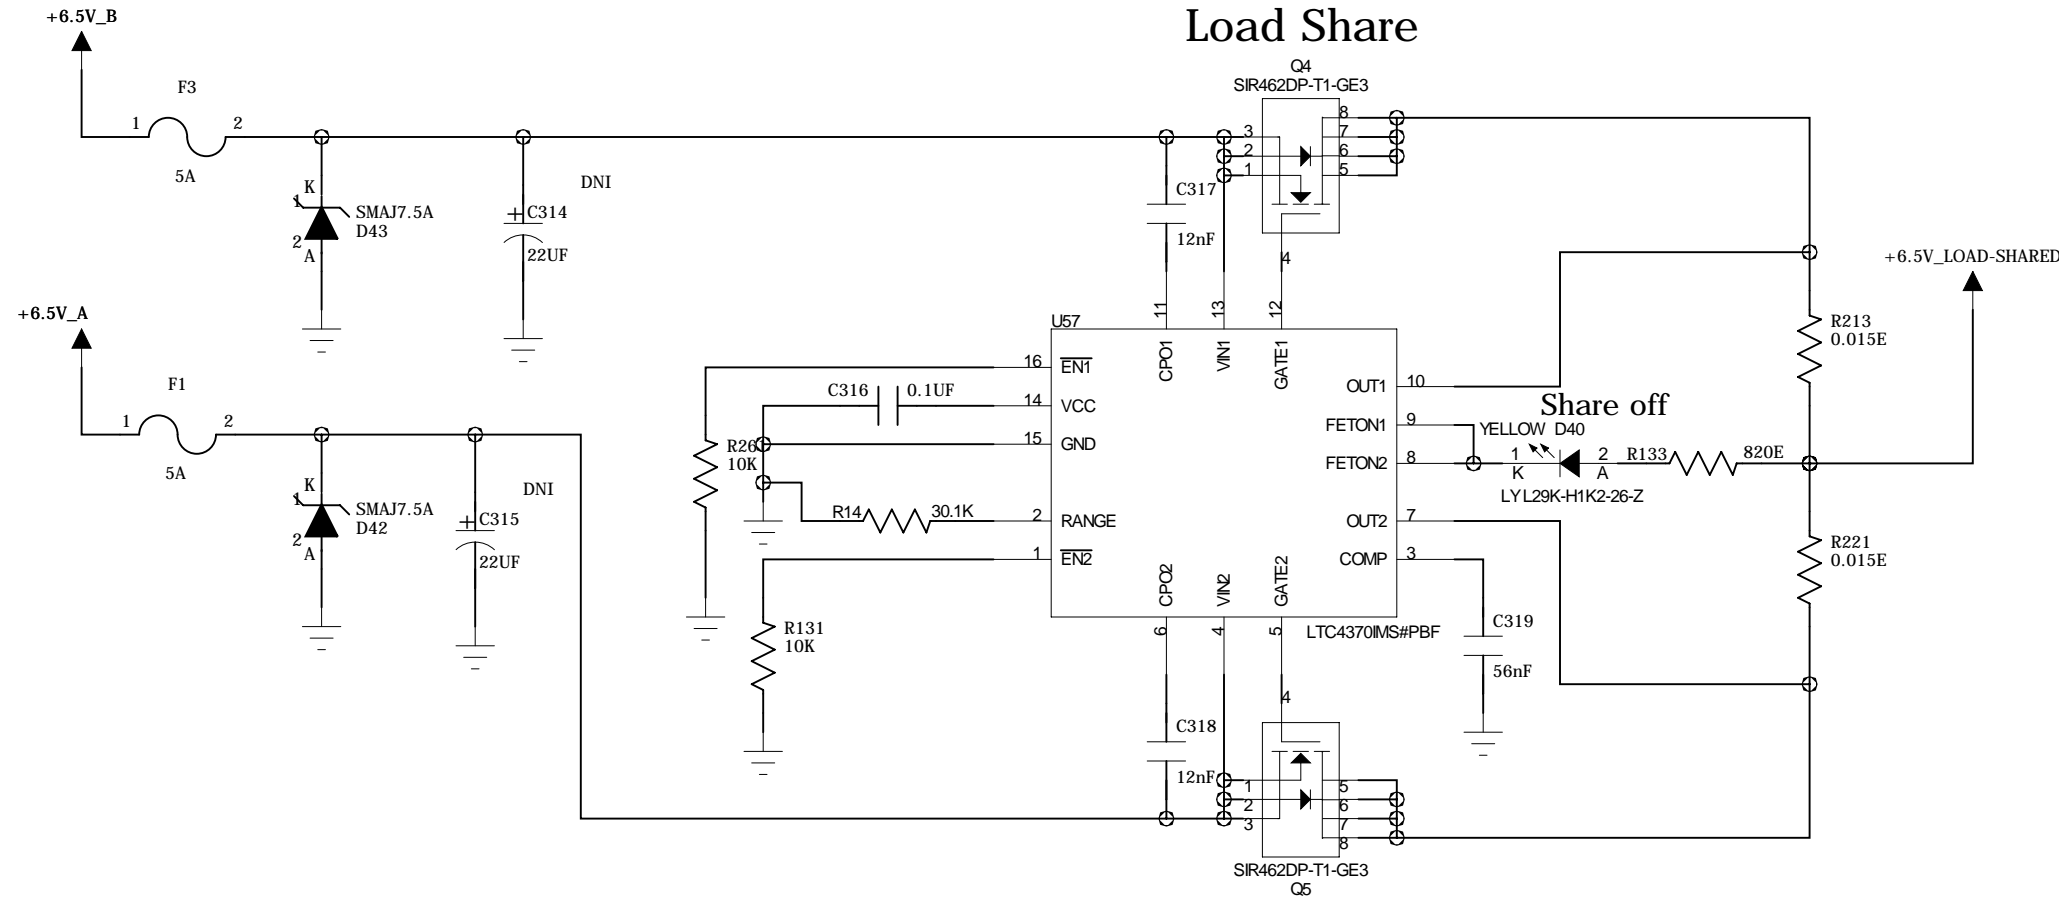 Load Share
+6.5V_B
F3
1
2
5A
K
1
SMAJ7.5A
D43
2
A
DNI
C314
22UF
+6.5V_A
F1
1
2
5A
K
1
SMAJ7.5A
D42
2
A
DNI
C315
22UF
Q4
SIR462DP-T1-GE3
3
2
1
8
7
6
5
4
C317
12nF
11
13
12
U57
CPO1
VIN1
GATE1
16
EN1
14
VCC
15
GND
2
RANGE
1
EN2
C316
0.1UF
R26
10K
R14
30.1K
R131
10K
OUT1
10
FETON1
9
FETON2
8
OUT2
7
COMP
3
CPO2
VIN2
GATE2
6
4
5
LTC4370IMS#PBF
Share off
YELLOW D40
1
K
2
A
LYL29K-H1K2-26-Z
R133
820E
+6.5V_LOAD-SHARED
R213
0.015E
R221
0.015E
C319
56nF
C318
12nF
4
1
2
3
5
6
7
8
SIR462DP-T1-GE3
Q5